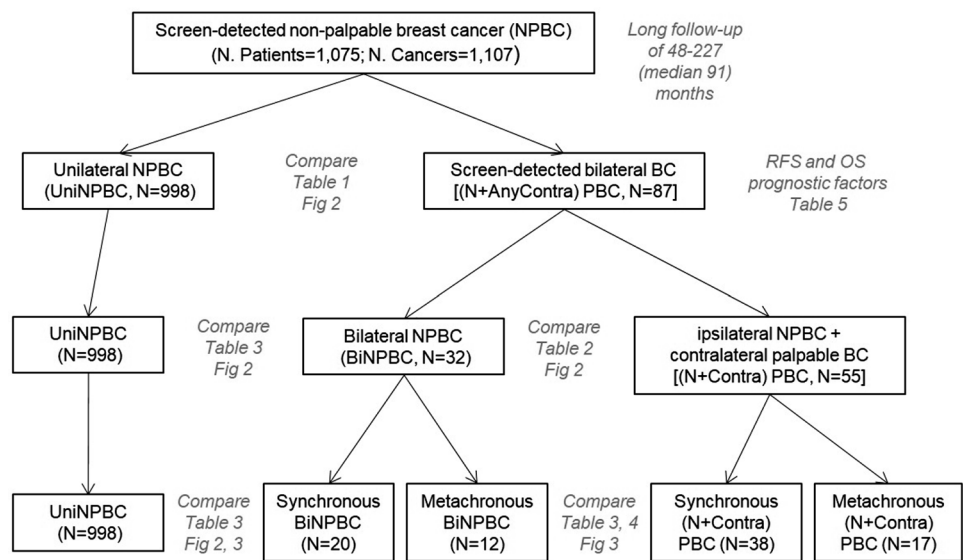 Screen-detected non-palpable breast cancer (NPBC)
(N. Patients=1,075; N. Cancers=1,107)
Long follow-up
of 48-227
(median 91)
months
Unilateral NPBC
(UniNPBC, N=998)
Compare
Table 1
Fig 2
Screen-detected bilateral BC
[(N+AnyContra) PBC, N=87]
RFS and OS
prognostic factors
Table 5
UniNPBC
(N=998)
Compare
Table 3
Fig 2
Bilateral NPBC
(BiNPBC, N=32)
Compare
Table 2
Fig 2
ipsilateral NPBC +
contralateral palpable BC
[(N+Contra) PBC, N=55]
UniNPBC
(N=998)
Compare
Table 3
Fig 2, 3
Synchronous
BiNPBC
(N=20)
Metachronous
BiNPBC
(N=12)
Compare
Table 3, 4
Fig 3
Synchronous
(N+Contra)
PBC (N=38)
Metachronous
(N+Contra)
PBC (N=17)